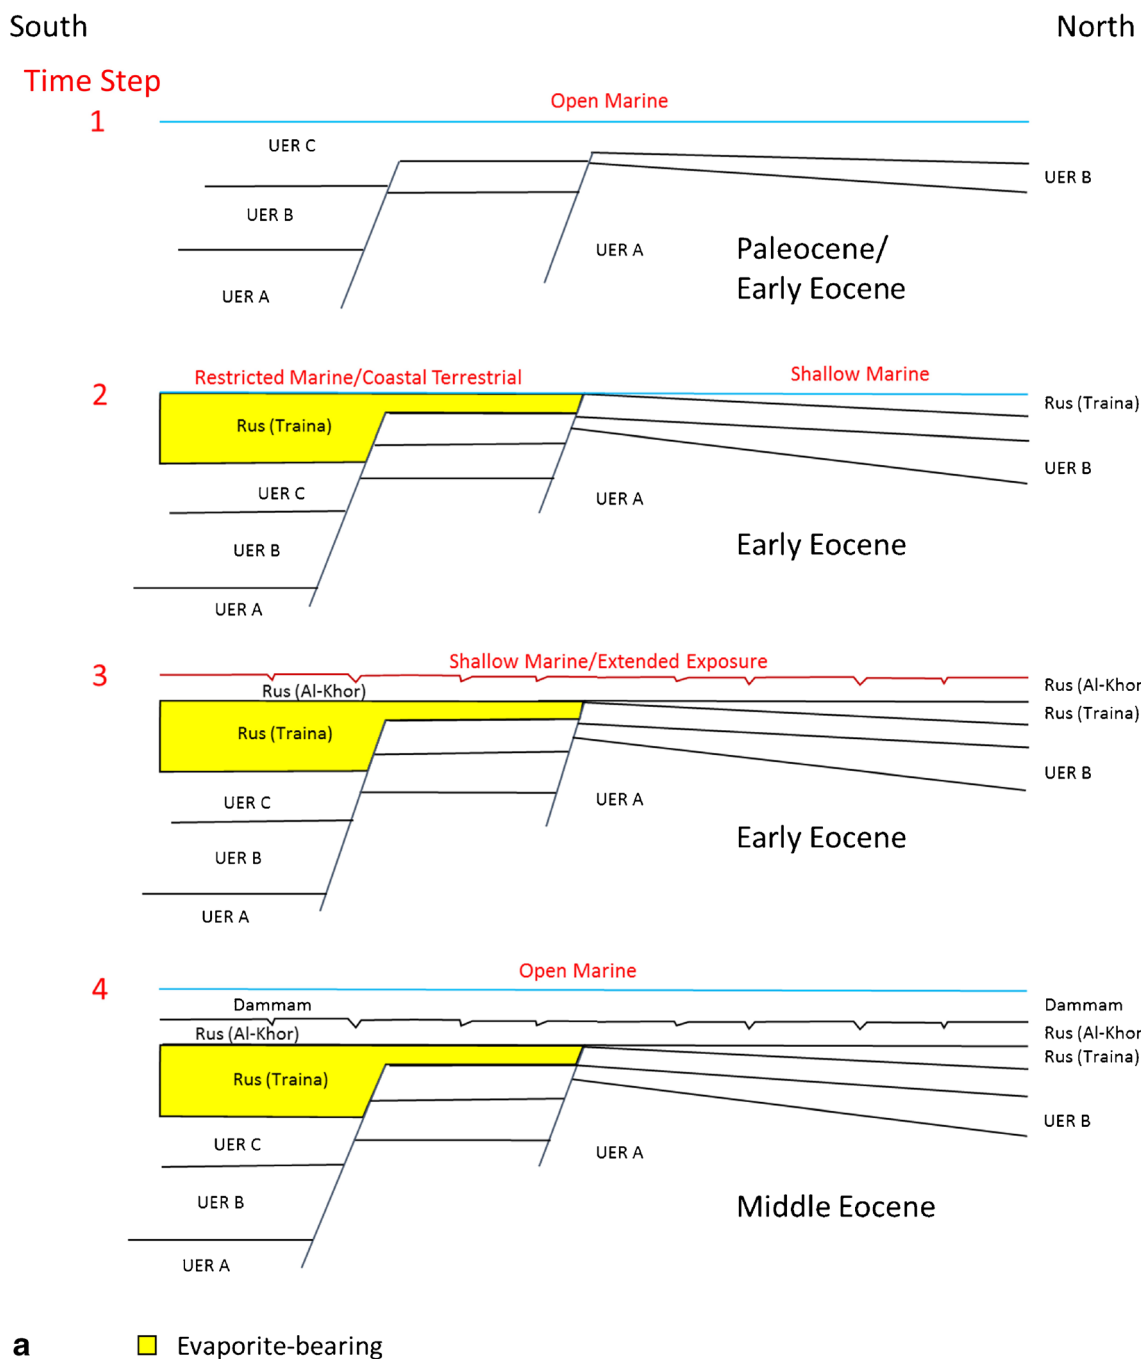 South
North
Time Step
1
Open Marine
UER C
UER B
UER B
UER A
UER A
Paleocene/
Early Eocene
2
Restricted Marine/Coastal Terrestrial
Shallow Marine
Rus (Traina)
Rus (Traina)
UER B
UER C
UER A
UER B
Early Eocene
UER A
3
Shallow Marine/Extended Exposure
Rus (Al-Khor)
Rus (Al-Khor
Rus (Traina)
Rus (Traina)
UER B
UER C
UER A
UER B
Early Eocene
UER A
4
Open Marine
Dammam
Dammam
Rus (Al-Khor)
Rus (Al-Khor
Rus (Traina)
Rus (Traina)
UER B
UER C
UER A
UER B
Middle Eocene
UER A
a
Evaporite-bearing